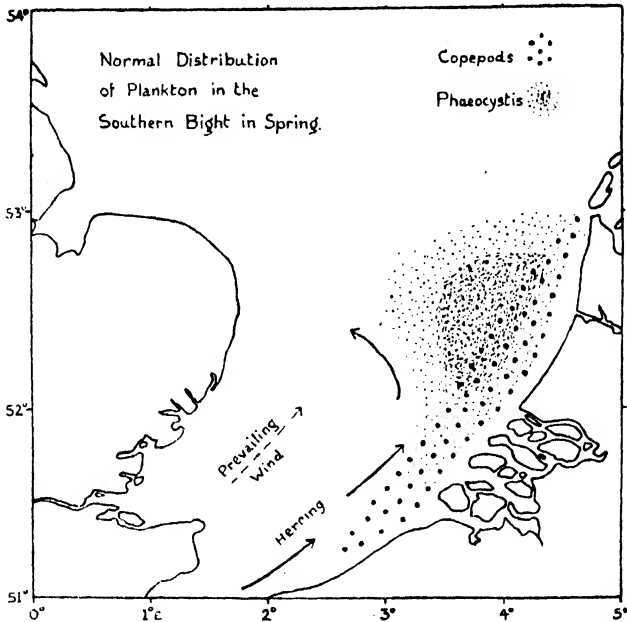 54°
Normal Distribution
of Plankton in the
Southern Bight in Spring.
Copepods
Phaeocystis
53°
52°
Prevailing
Wind
Herring
51°
0°
1°E
2°
3°
4°
5°